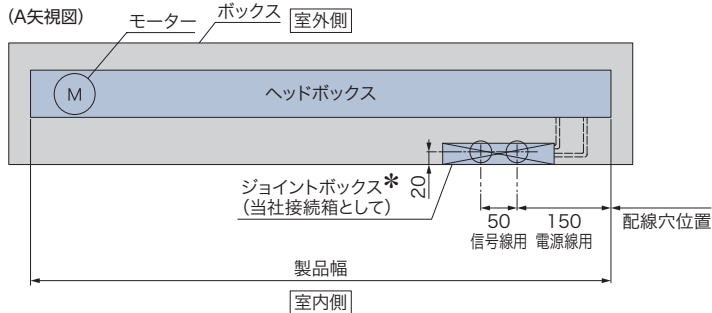 (A矢視図)
モーター
ボックス
室外側
M
ヘッドボックス
ジョイントボックス*
(当社接続箱として)
20
50
150
配線穴位置
信号線用
電源線用
製品幅
室内側